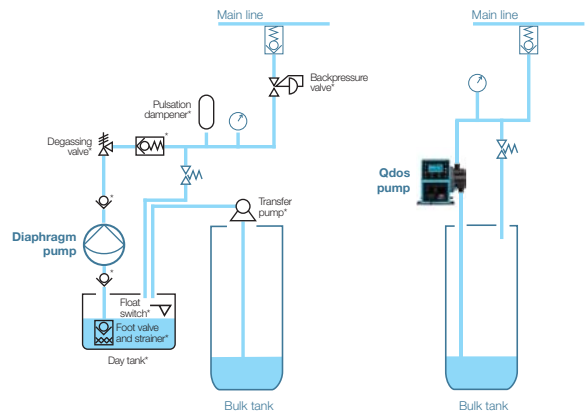 Main line
Backpressure
valve*
Pulsation
dampener*
*
Degassing
valve*
*
Transfer
pump*
Diaphragm
pump
*
Float
switch*
Foot valve
and strainer*
Day tank*
Bulk tank
Main line
Qdos
pump
Bulk tank